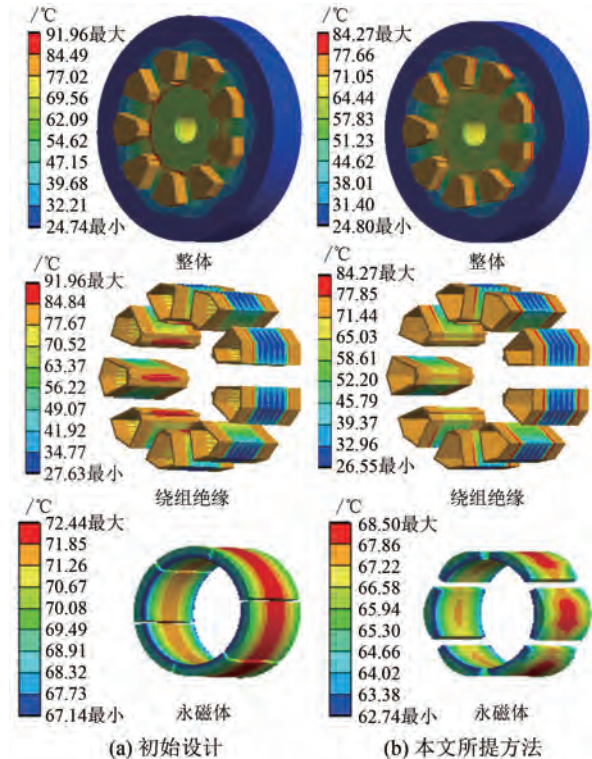 /℃
91.96最大
84.49
77.02
69.56
62.09
54.62
47.15
39.68
32.21
24.74最小
/℃
84.27最大
77.66
71.05
64.44
57.83
51.23
44.62
38.01
31.40
24.80最小
整体
整体
/℃
91.96最大
84.84
77.67
70.52
63.37
56.22
49.07
41.92
34.77
27.63最小
/℃
84.27最大
77.85
71.44
65.03
58.61
52.20
45.79
39.37
32.96
26.55最小
绕组绝缘
绕组绝缘
/℃
72.44最大
71.85
71.26
70.67
70.08
69.49
68.91
68.32
67.73
67.14最小
/℃
68.50最大
67.86
67.22
66.58
65.94
65.30
64.66
64.02
63.38
62.74最小
永磁体
永磁体
(a) 初始设计
(b) 本文所提方法